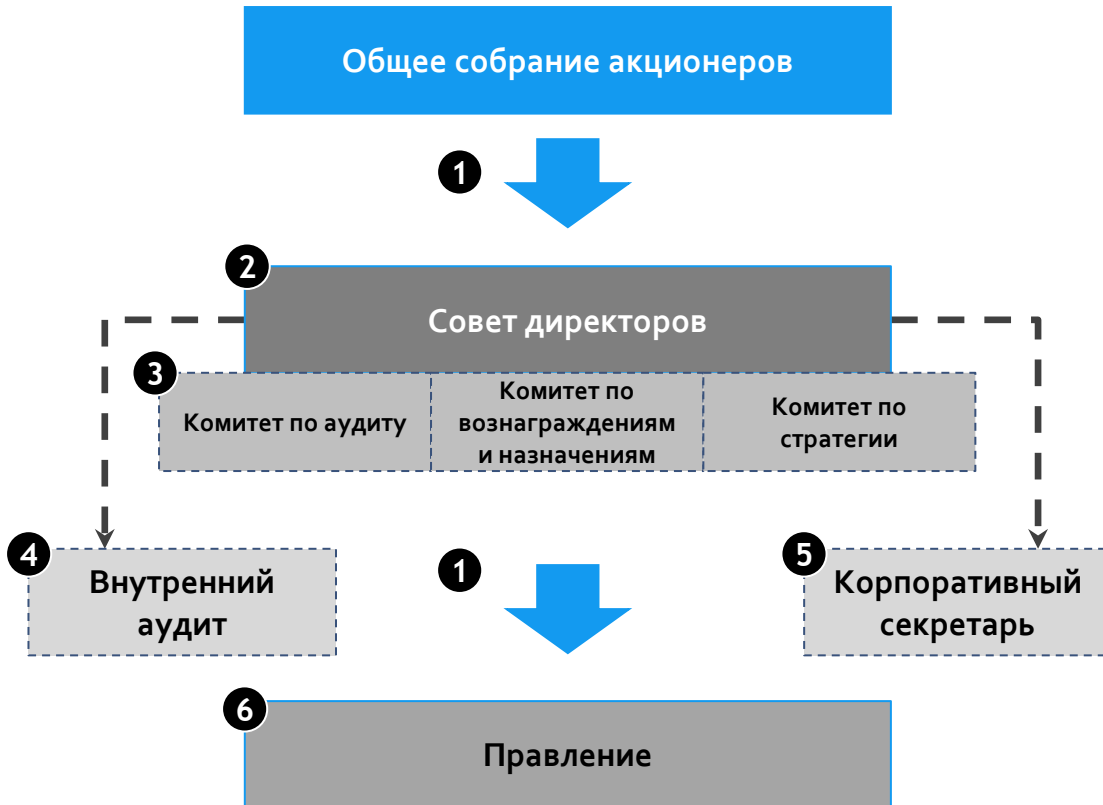 Общее собрание акционеров
1
2
Совет директоров
3
Комитет по аудиту
Комитет по
вознаграждениям
и назначениям
Комитет по
стратегии
4
Внутренний
аудит
1
5
Корпоративный
секретарь
6
Правление